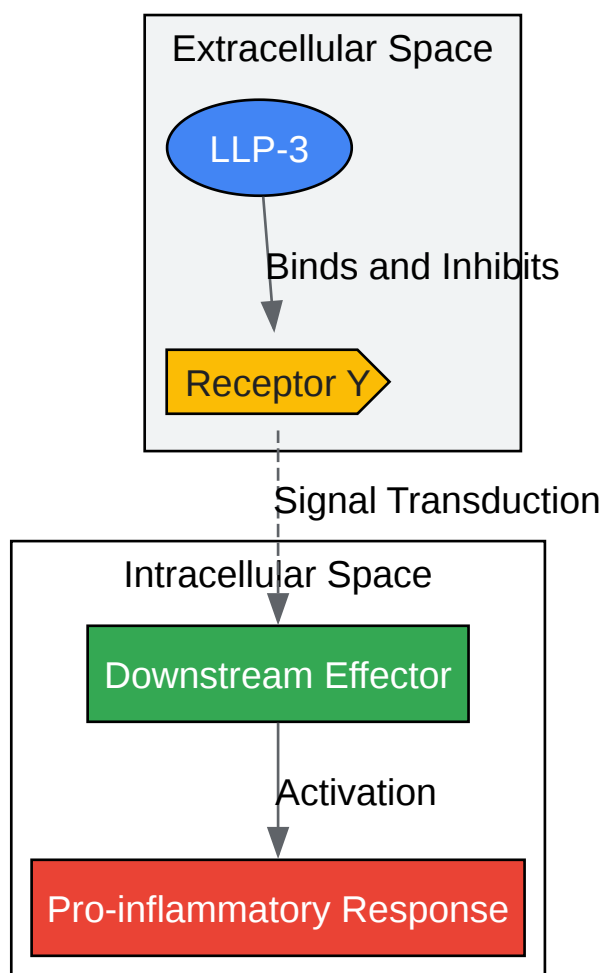 Extracellular Space
LLP-3
Binds and Inhibits
Receptor Y
Signal Transduction
Intracellular Space
Downstream Effector
Activation
Pro-inflammatory Response